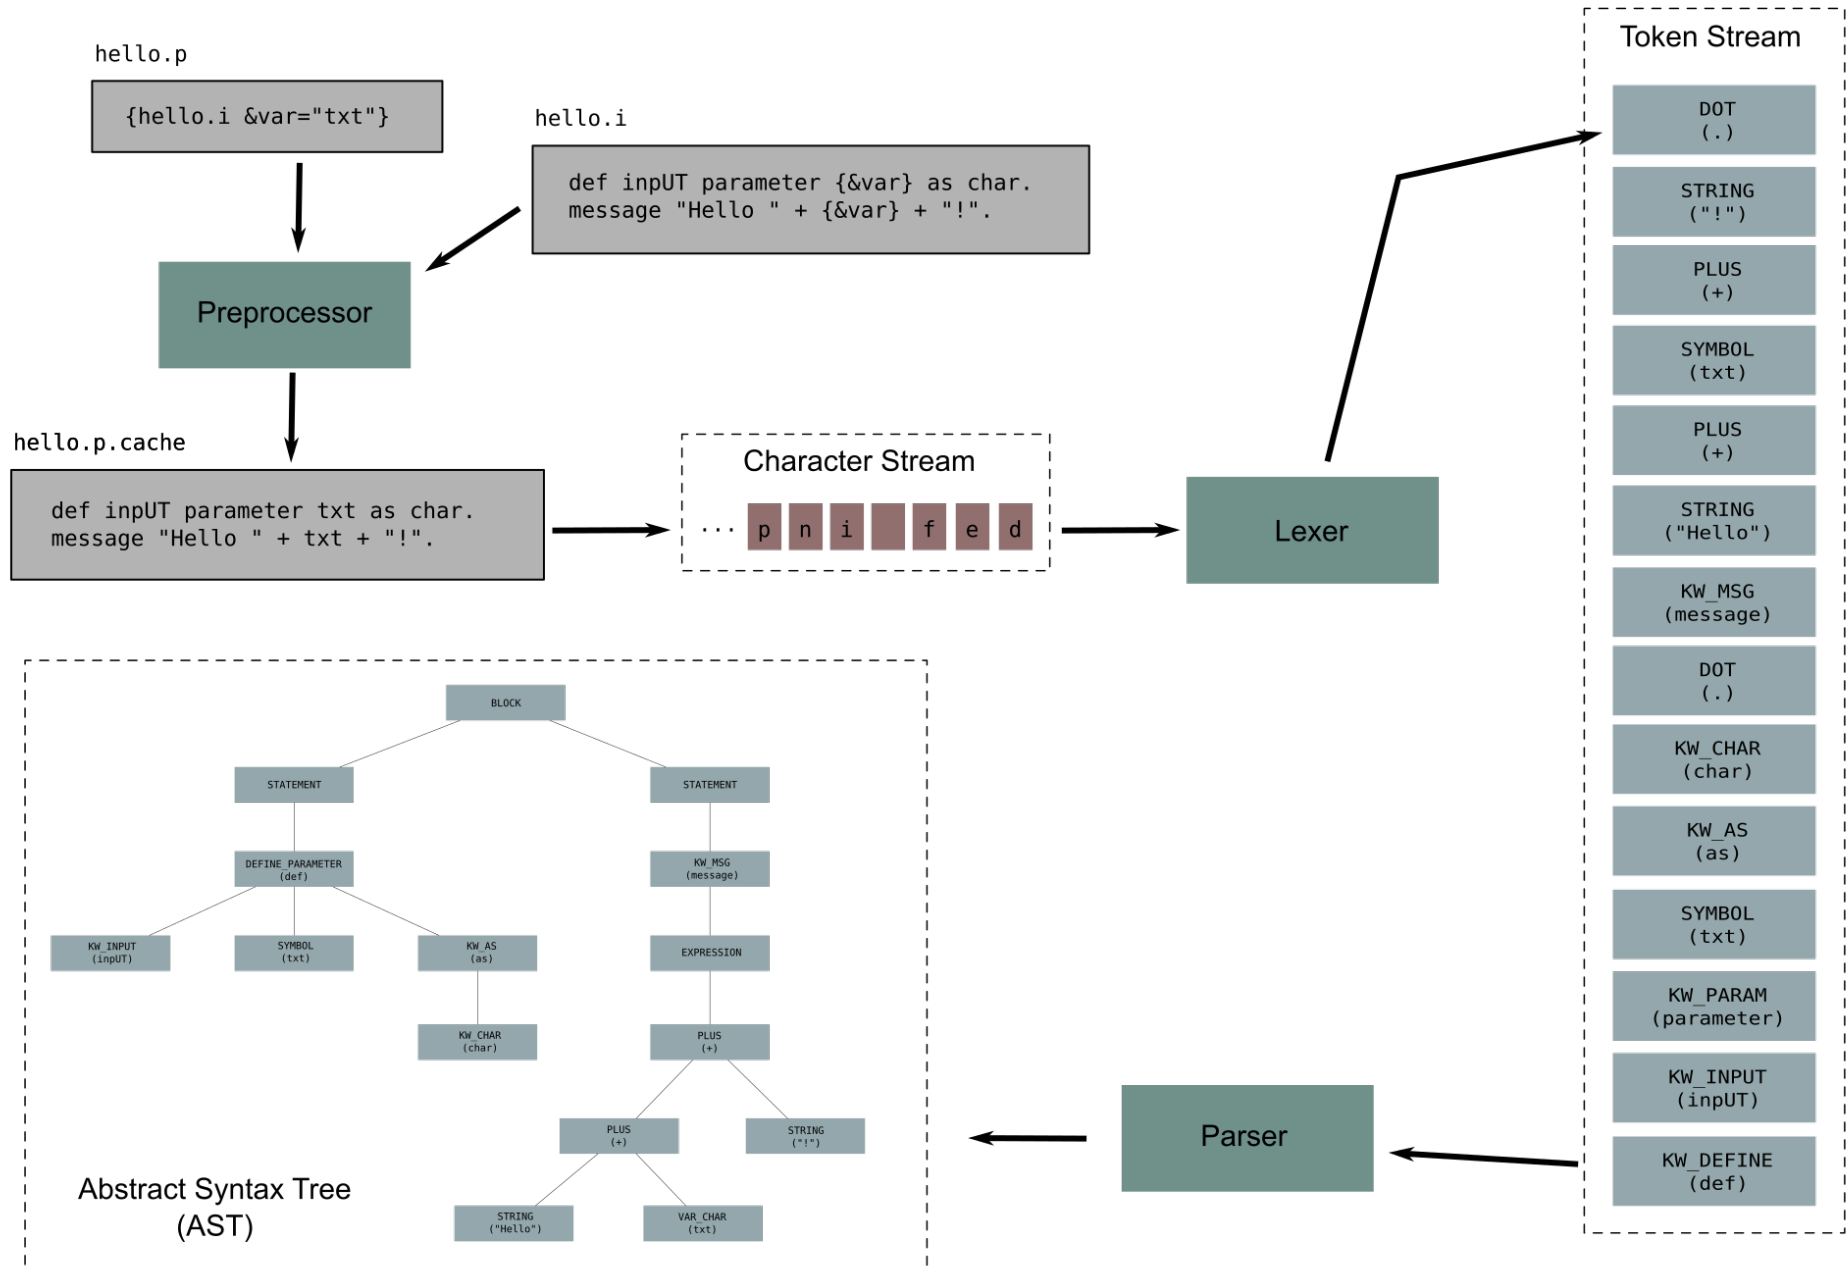 hello.p
{hello.i &var="txt"}
hello.i
def inpUT parameter {&var} as char.
message "Hello " + {&var} + "!".
Preprocessor
hello.p.cache
def inpUT parameter txt as char.
message "Hello " + txt + "!".
Character Stream
... p n i f e d
Lexer
Token Stream
DOT
(.)
STRING
("!")
PLUS
(+)
SYMBOL
(txt)
PLUS
(+)
STRING
("Hello")
KW_MSG
(message)
DOT
(.)
KW_CHAR
(char)
KW_AS
(as)
SYMBOL
(txt)
KW_PARAM
(parameter)
KW_INPUT
(inpUT)
KW_DEFINE
(def)
Parser
BLOCK
STATEMENT
STATEMENT
DEFINE_PARAMETER
(def)
KW_MSG
(message)
KW_INPUT
(inpUT)
SYMBOL
(txt)
KW_AS
(as)
EXPRESSION
KW_CHAR
(char)
PLUS
(+)
PLUS
(+)
STRING
("!")
STRING
("Hello")
VAR_CHAR
(txt)
Abstract Syntax Tree
(AST)